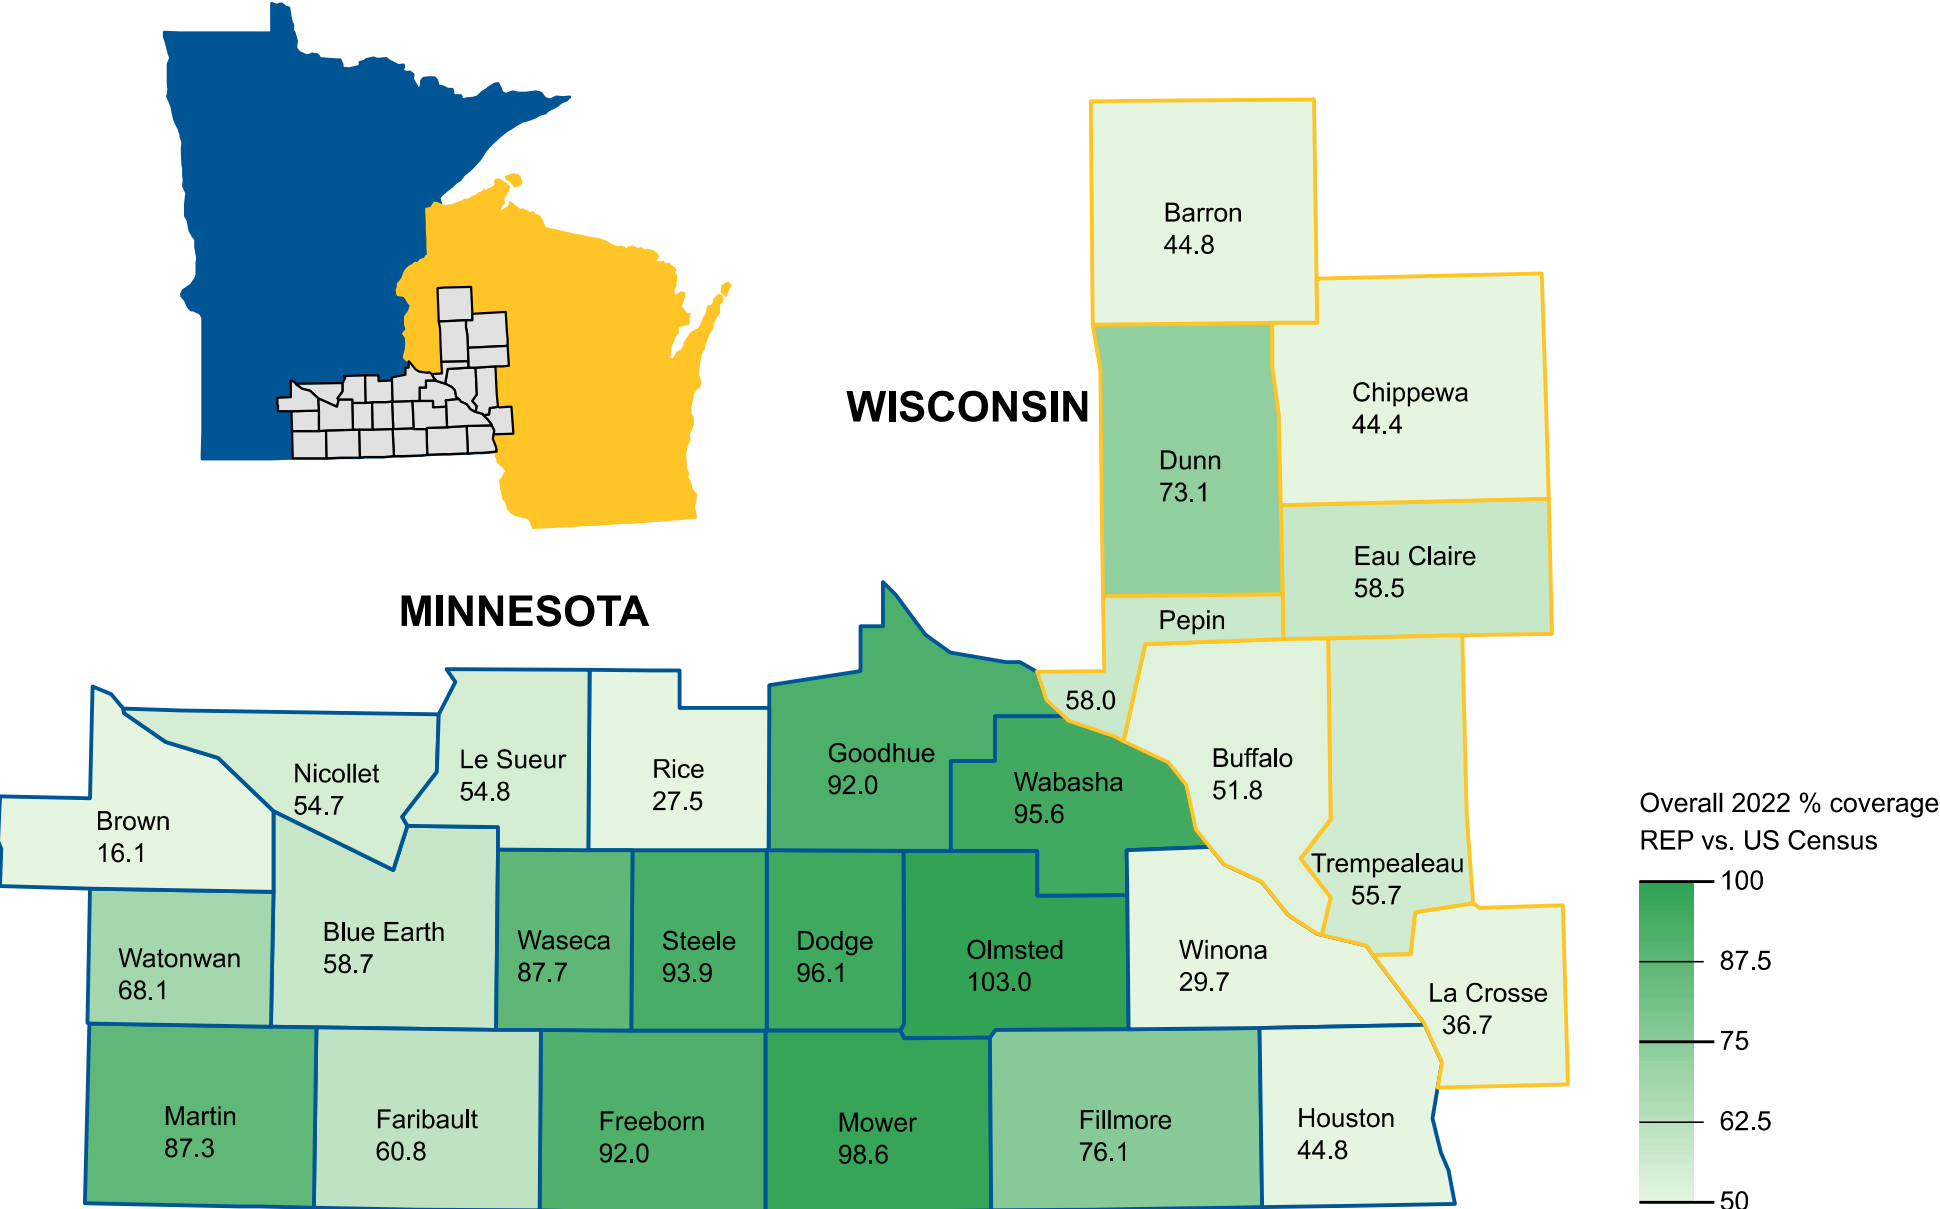 Barron
44.8
Chippewa
44.4
WISCONSIN
Dunn
73.1
Eau Claire
58.5
MINNESOTA
Pepin
58.0
Nicollet
54.7
Le Sueur
54.8
Rice
27.5
Goodhue
92.0
Wabasha
95.6
Buffalo
51.8
Brown
16.1
Trempealeau
55.7
Watonwan
68.1
Blue Earth
58.7
Waseca
87.7
Steele
93.9
Dodge
96.1
Olmsted
103.0
Winona
29.7
La Crosse
36.7
Martin
87.3
Faribault
60.8
Freeborn
92.0
Mower
98.6
Fillmore
76.1
Houston
44.8
Overall 2022 % coverage
REP vs. US Census
100
87.5
75
62.5
50